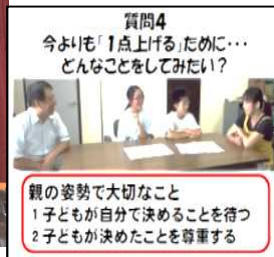 質問4
今よりも「1点上げる」ために・・・
どんなことをしてみたい？
親の姿勢で大切なこと
1 子どもが自分で決めることを待つ
2 子どもが決めたことを尊重する